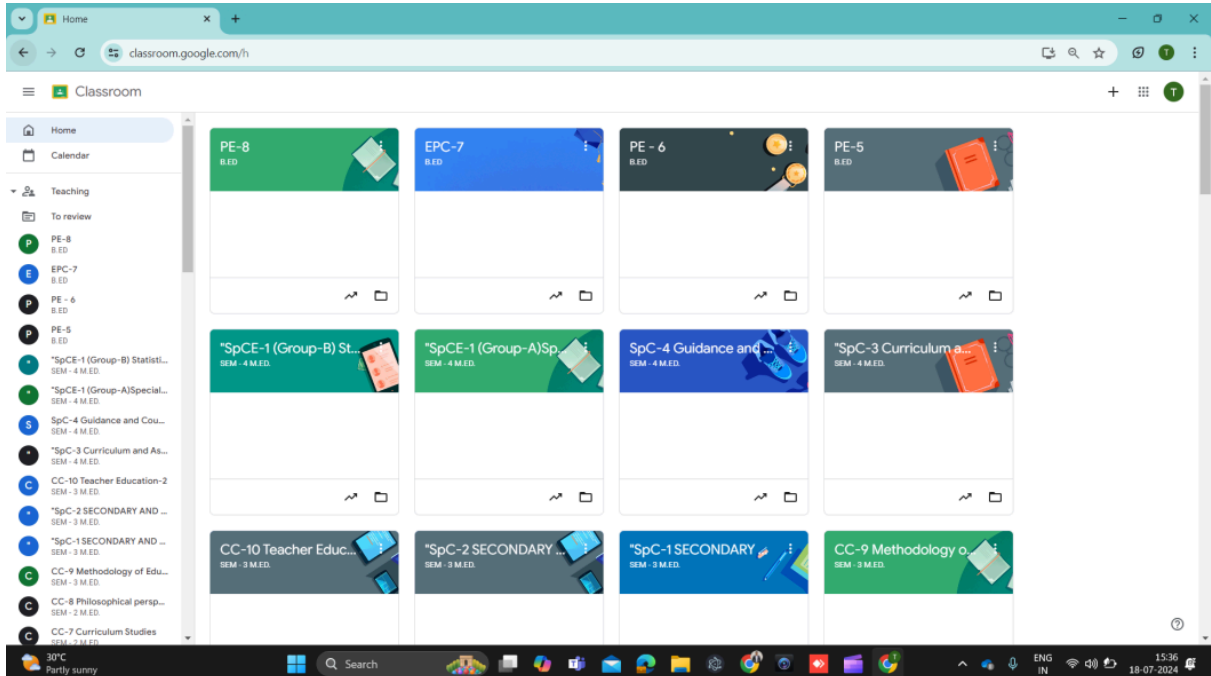 Home
classroom.google.com/h
T
Classroom
T
Home
Calendar
Teaching
To review
P
PE-8
B.ED
E
EPC-7
B.ED
P
PE - 6
B.ED
P
PE-5
B.ED
"
"SpCE-1 (Group-B) Statisti...
SEM - 4 M.ED.
"
"SpCE-1 (Group-A)Special...
SEM - 4 M.ED.
S
SpC-4 Guidance and Cou...
SEM - 4 M.ED.
"
"SpC-3 Curriculum and As...
SEM - 4 M.ED.
C
CC-10 Teacher Education-2
SEM - 3 M.ED.
"
"SpC-2 SECONDARY AND ...
SEM - 3 M.ED.
"
"SpC-1 SECONDARY AND ...
SEM - 3 M.ED.
C
CC-9 Methodology of Edu...
SEM - 3 M.ED.
C
CC-8 Philosophical persp...
SEM - 2 M.ED.
C
CC-7 Curriculum Studies
SEM - 2 M.ED.
PE-8
B.ED
EPC-7
B.ED
PE - 6
B.ED
PE-5
B.ED
"SpCE-1 (Group-B) St...
SEM - 4 M.ED.
"SpCE-1 (Group-A)Sp...
SEM - 4 M.ED.
SpC-4 Guidance and ...
SEM - 4 M.ED.
"SpC-3 Curriculum a...
SEM - 4 M.ED.
CC-10 Teacher Educ...
SEM - 3 M.ED.
"SpC-2 SECONDARY ...
SEM - 3 M.ED.
"SpC-1 SECONDARY
SEM - 3 M.ED.
CC-9 Methodology o...
SEM - 3 M.ED.
30°C
Partly sunny
Search
ENG
IN
15:36
18-07-2024